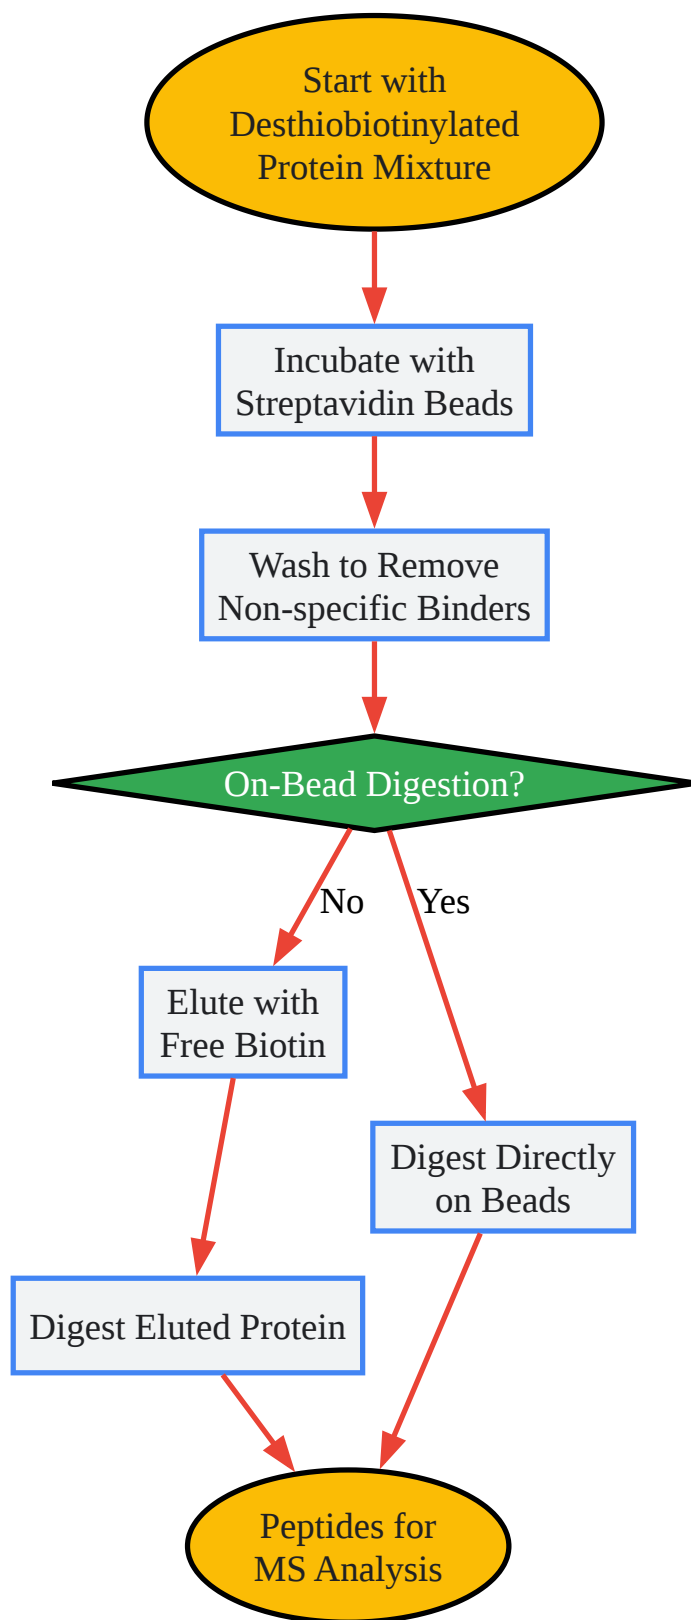 Start with
Desthiobiotinylated
Protein Mixture
Incubate with
Streptavidin Beads
Wash to Remove
Non-specific Binders
On-Bead Digestion?
No
Yes
Elute with
Free Biotin
Digest Directly
on Beads
Digest Eluted Protein
Peptides for
MS Analysis